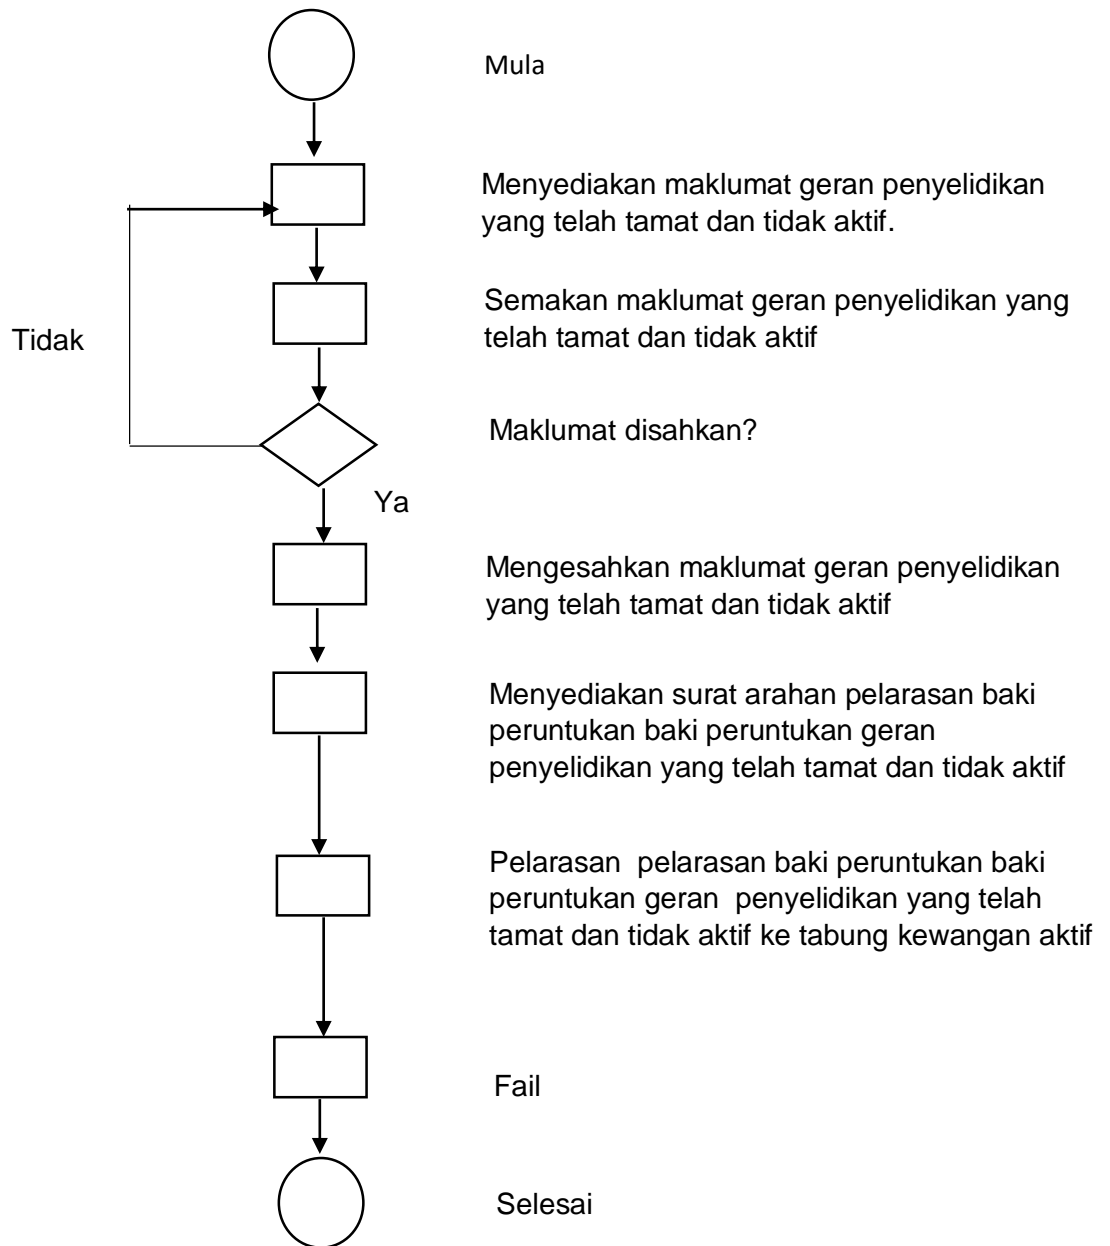 Mula
Menyediakan maklumat geran penyelidikan
yang telah tamat dan tidak aktif.
Semakan maklumat geran penyelidikan yang
telah tamat dan tidak aktif
Tidak
Maklumat disahkan?
Ya
Mengesahkan maklumat geran penyelidikan
yang telah tamat dan tidak aktif
Menyediakan surat arahan pelarasan baki
peruntukan baki peruntukan geran
penyelidikan yang telah tamat dan tidak aktif
Pelarasan  pelarasan baki peruntukan baki
peruntukan geran  penyelidikan yang telah
tamat dan tidak aktif ke tabung kewangan aktif
Fail
Selesai